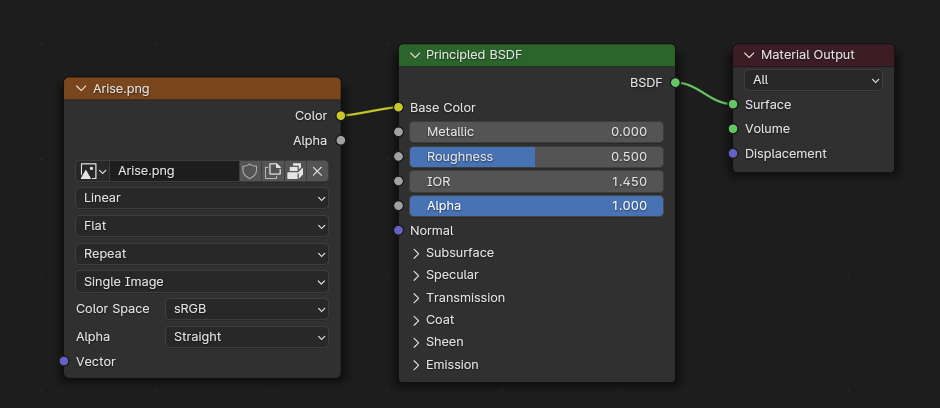 Arise.png
Color
Alpha
Arise.png
Linear
Flat
Repeat
Single Image
Color Space sRGB
Alpha Straight
Vector
Principled BSDF
BSDF
Base Color
Metallic 0.000
Roughness 0.500
IOR 1.450
Alpha 1.000
Normal
Subsurface
Specular
Transmission
Coat
Sheen
Emission
Material Output
All
Surface
Volume
Displacement